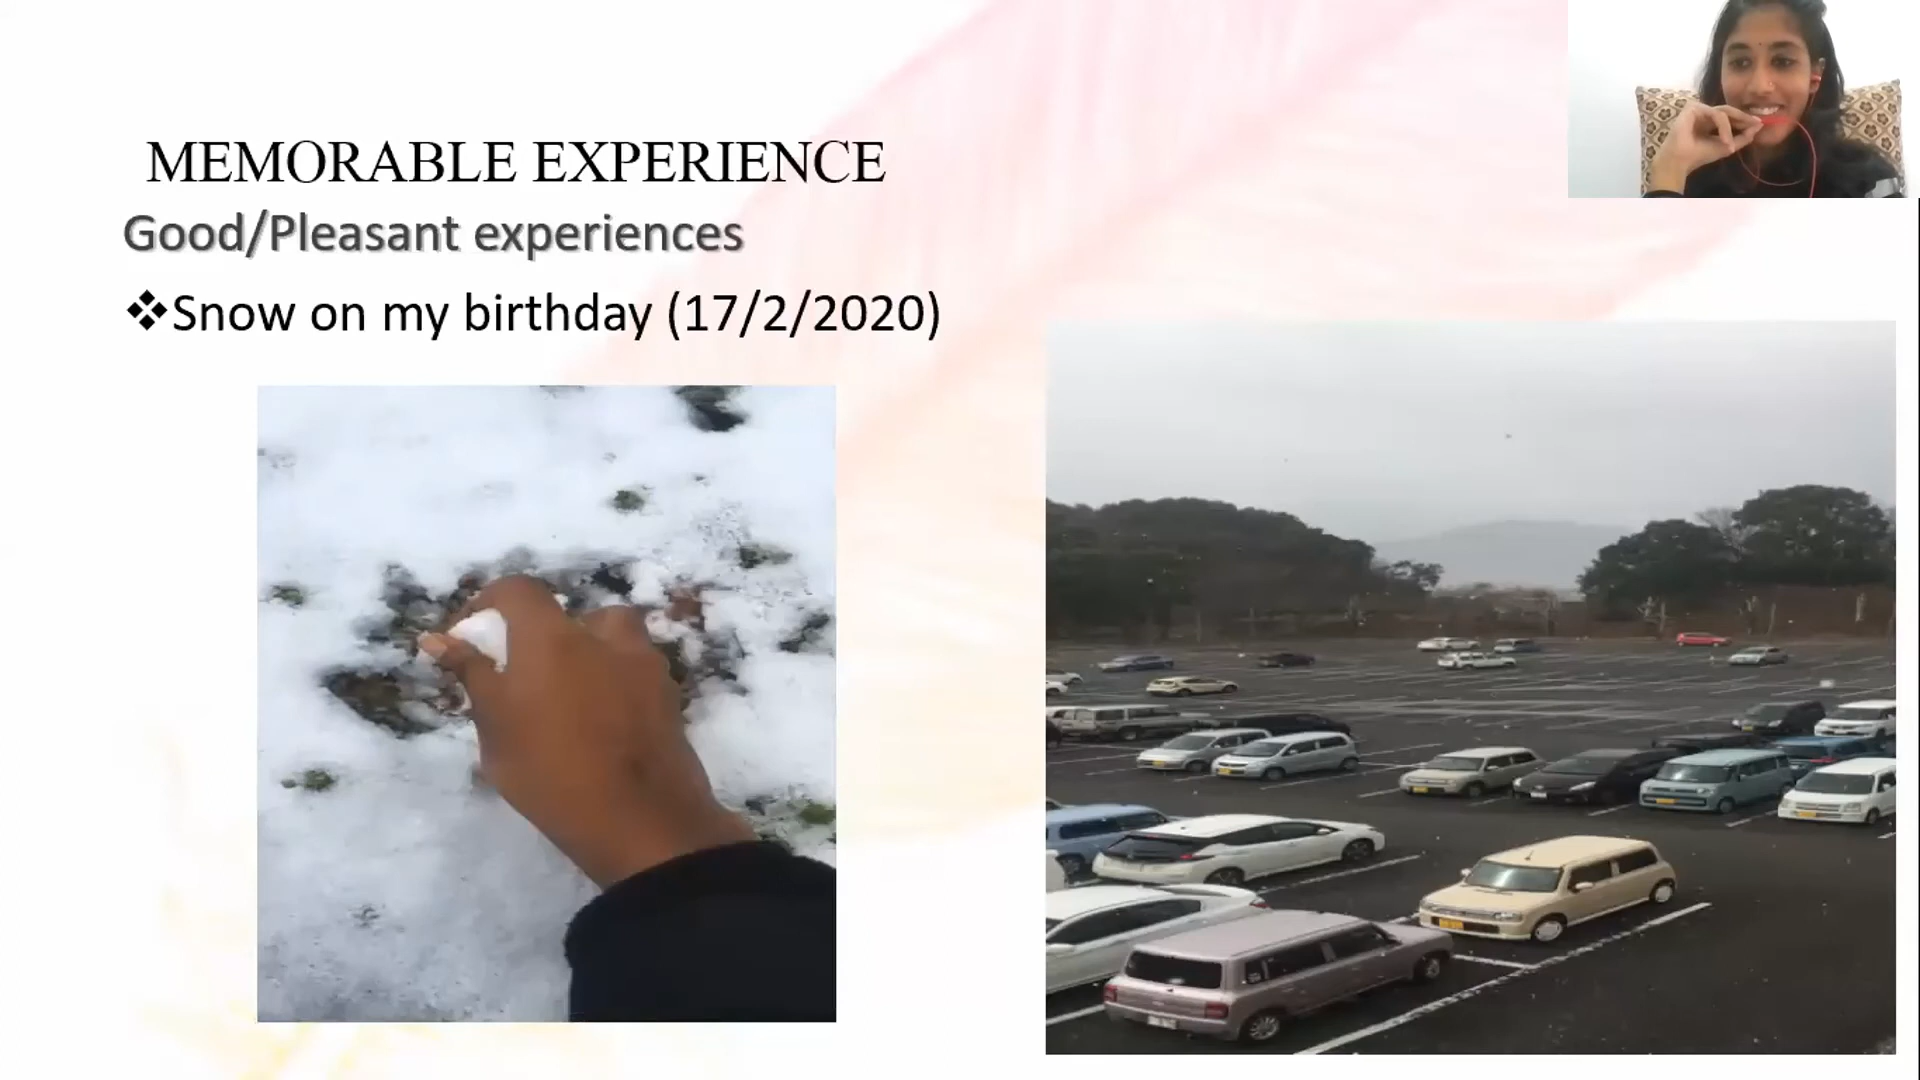 MEMORABLE EXPERIENCE
Good/Pleasant experiences
❖Snow on my birthday (17/2/2020)